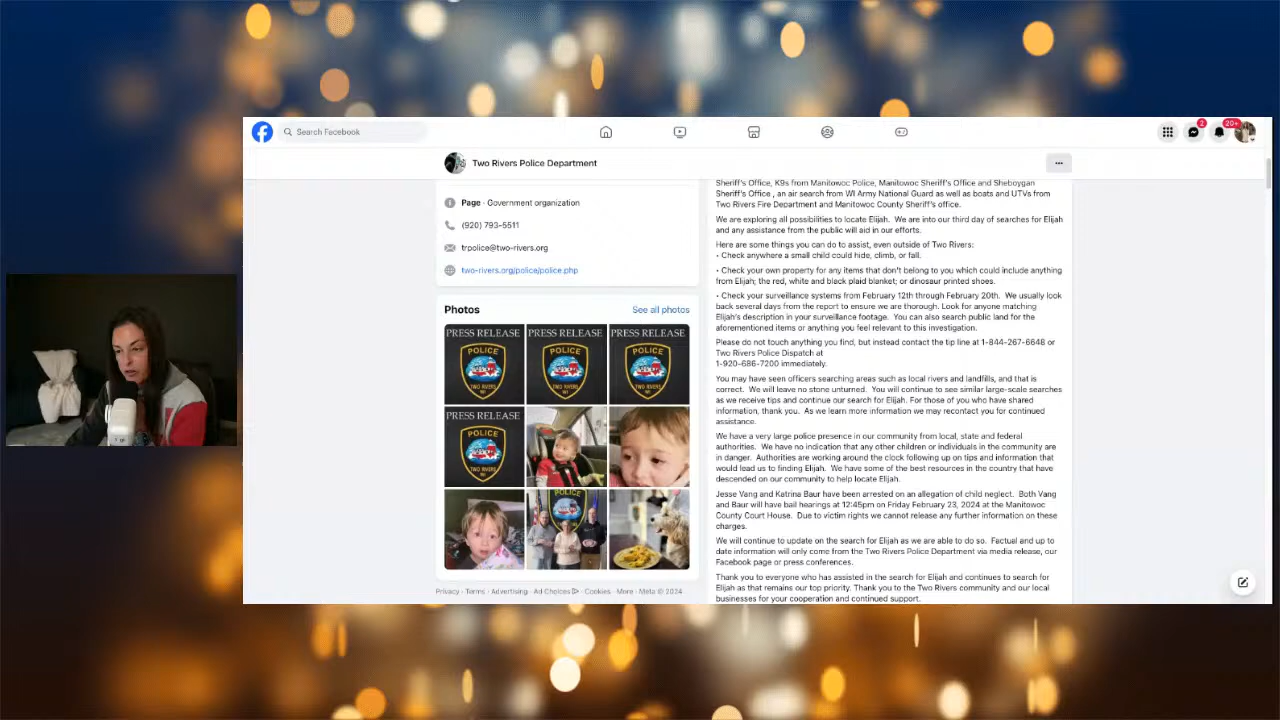 Search Facebook
2
20+
Two Rivers Police Department
Page · Government organization
(920) 793-5511
trpolice@two-rivers.org
two-rivers.org/police/police.php
Photos
See all photos
PRESS RELEASE
PRESS RELEASE
PRESS RELEASE
POLICE
TWO RIVERS
WI
POLICE
TWO RIVERS
WI
POLICE
TWO RIVERS
WI
PRESS RELEASE
POLICE
TWO RIVERS
WI
POLICE
Privacy · Terms · Advertising · Ad Choices · Cookies · More · Meta © 2024
Sheriff's Office, K9s from Manitowoc Police, Manitowoc Sheriff's Office and Sheboygan
Sheriff's Office , an air search from WI Army National Guard as well as boats and UTVs from
Two Rivers Fire Department and Manitowoc County Sheriff's office.
We are exploring all possibilities to locate Elijah. We are into our third day of searches for Elijah
and any assistance from the public will aid in our efforts.
Here are some things you can do to assist, even outside of Two Rivers:
• Check anywhere a small child could hide, climb, or fall.
• Check your own property for any items that don't belong to you which could include anything
from Elijah; the red, white and black plaid blanket; or dinosaur printed shoes.
• Check your surveillance systems from February 12th through February 20th. We usually look
back several days from the report to ensure we are thorough. Look for anyone matching
Elijah's description in your surveillance footage. You can also search public land for the
aforementioned items or anything you feel relevant to this investigation.
Please do not touch anything you find, but instead contact the tip line at 1-844-267-6648 or
Two Rivers Police Dispatch at
1-920-686-7200 immediately.
You may have seen officers searching areas such as local rivers and landfills, and that is
correct. We will leave no stone unturned. You will continue to see similar large-scale searches
as we receive tips and continue our search for Elijah. For those of you who have shared
information, thank you. As we learn more information we may recontact you for continued
assistance.
We have a very large police presence in our community from local, state and federal
authorities. We have no indication that any other children or individuals in the community are
in danger. Authorities are working around the clock following up on tips and information that
would lead us to finding Elijah. We have some of the best resources in the country that have
descended on our community to help locate Elijah.
Jesse Vang and Katrina Baur have been arrested on an allegation of child neglect. Both Vang
and Baur will have bail hearings at 12:45pm on Friday February 23, 2024 at the Manitowoc
County Court House. Due to victim rights we cannot release any further information on these
charges.
We will continue to update on the search for Elijah as we are able to do so. Factual and up to
date information will only come from the Two Rivers Police Department via media release, our
Facebook page or press conferences.
Thank you to everyone who has assisted in the search for Elijah and continues to search for
Elijah as that remains our top priority. Thank you to the Two Rivers community and our local
businesses for your cooperation and continued support.